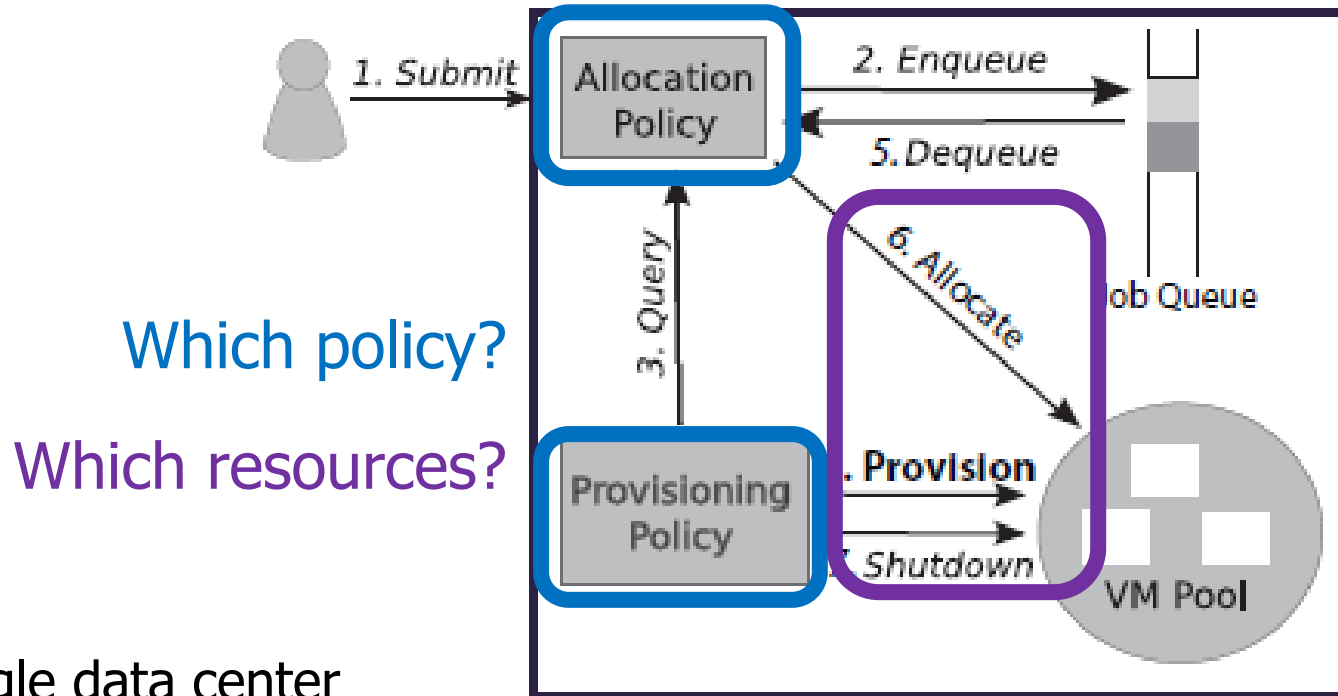 1. Submit
Allocation
Policy
2. Enqueue
5. Dequeue
3. Query
6. Allocate
ob Queue
Which policy?
Which resources?
Provisioning
Policy
. Provision
. Shutdown
VM Pool
gle data center